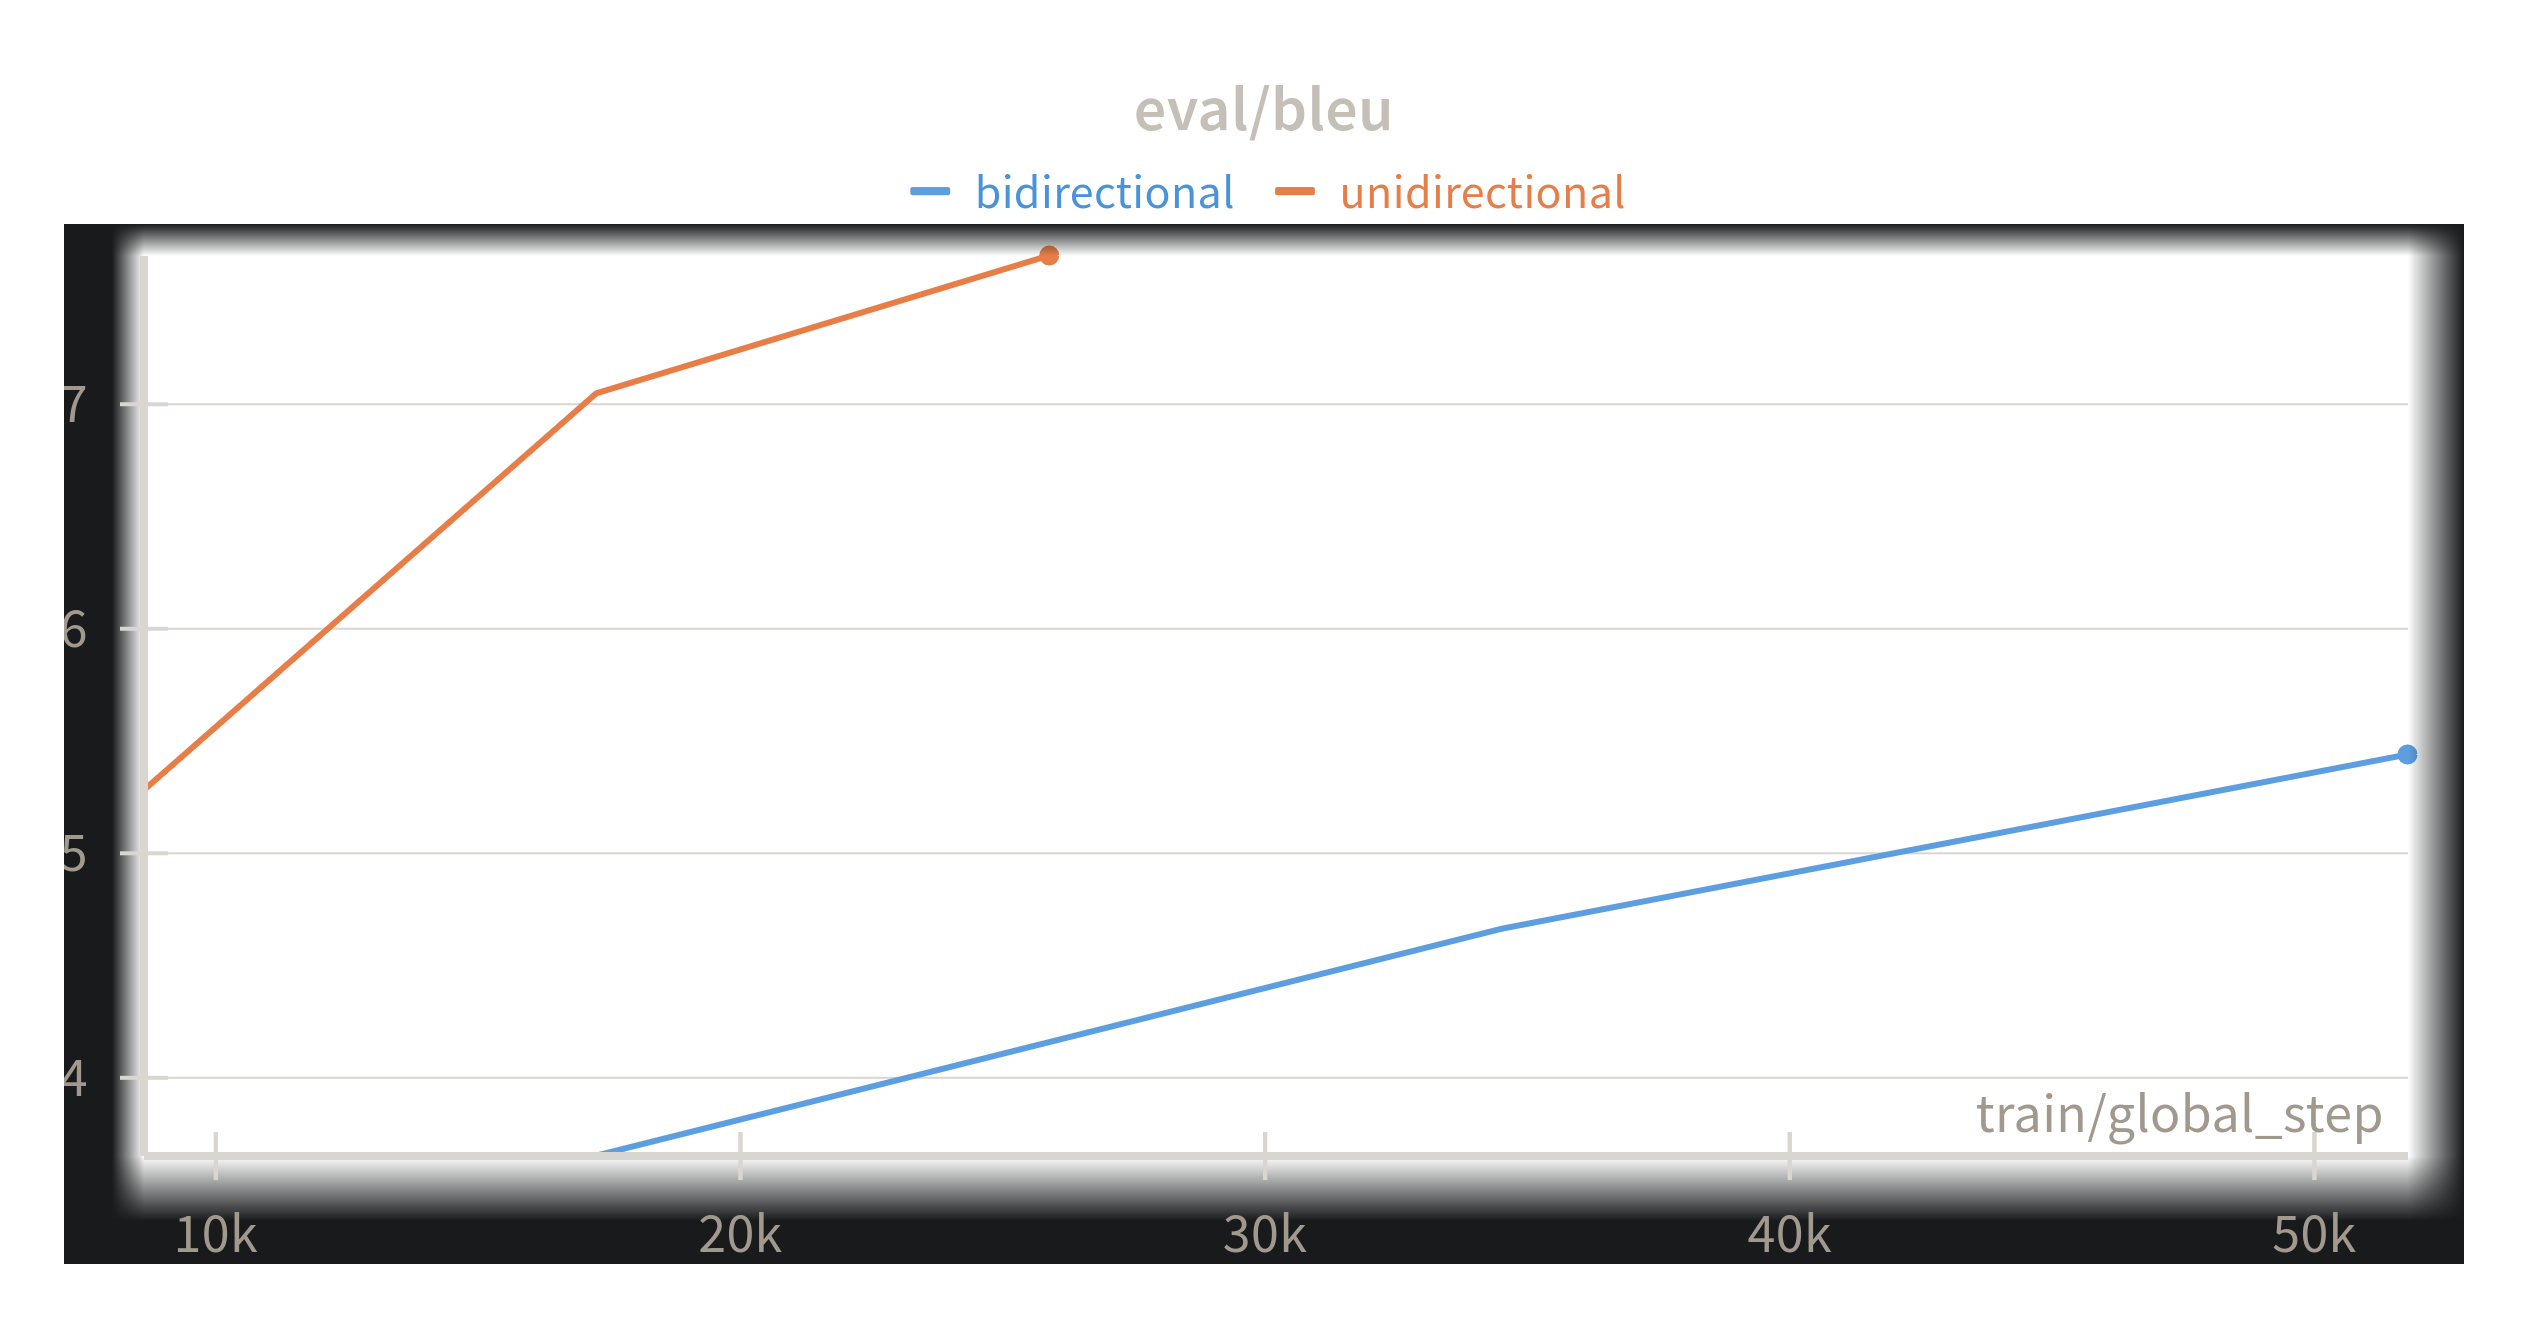 eval/bleu
bidirectional unidirectional
7
6
5
4
train/global_step
10k 20k 30k 40k 50k